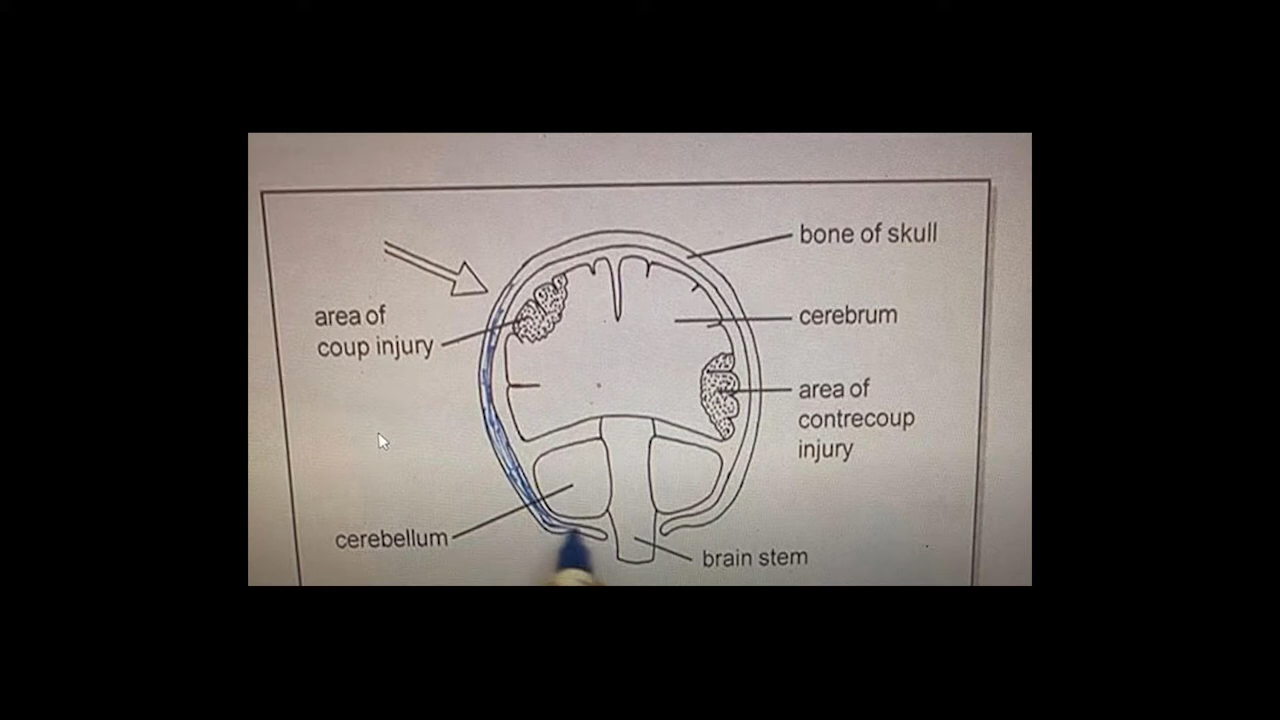 bone of skull
area of
coup injury
cerebrum
area of
contrecoup
injury
cerebellum
brain stem